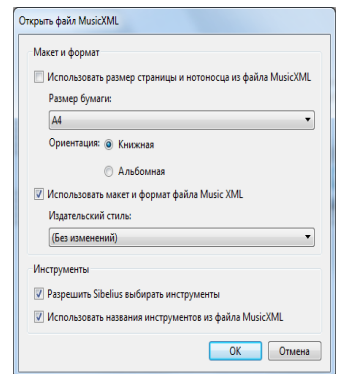 Открыть файл MusicXML
Макет и формат
Использовать размер страницы и нотоносца из файла MusicXML
Размер бумаги:
A4
Ориентация: Книжная
Альбомная
Использовать макет и формат файла Music XML
Издательский стиль:
(Без изменений)
Инструменты
Разрешить Sibelius выбирать инструменты
Использовать названия инструментов из файла MusicXML
OK Отмена